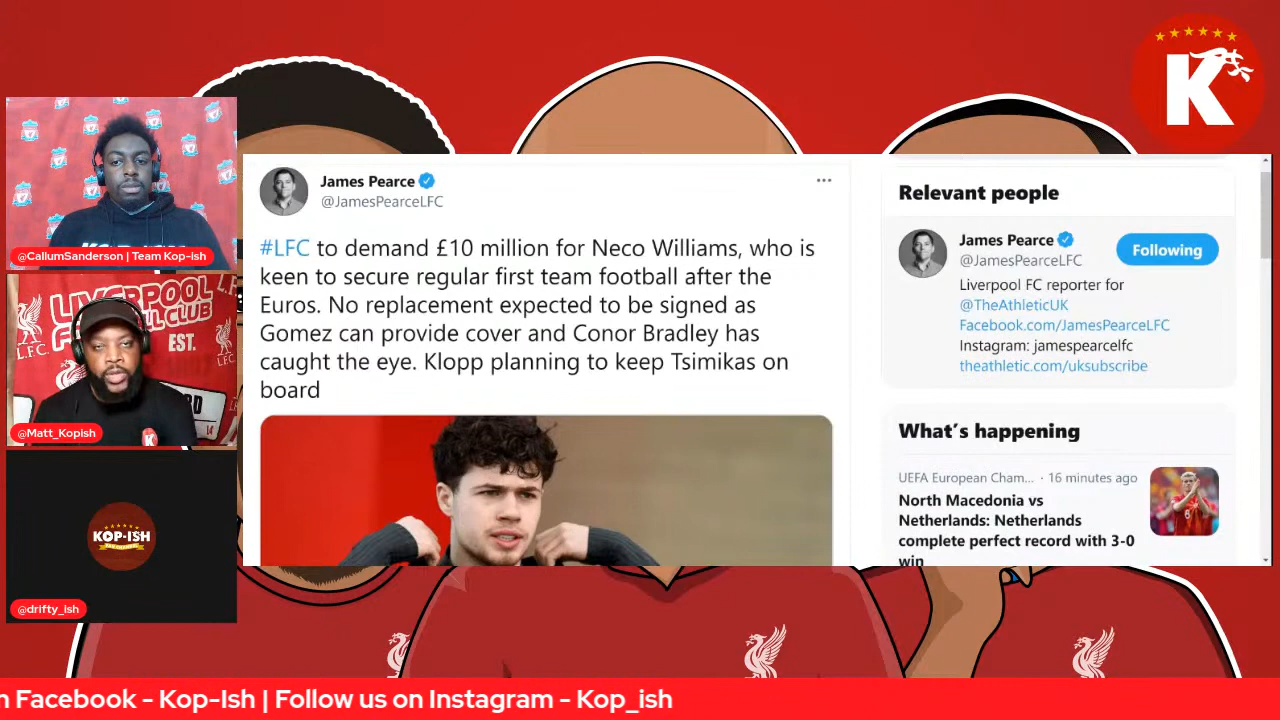 K
@CallumSanderson | Team Kop-ish
LIVERPOOL
FOOTBALL CLUB
L.F.C.
EST.
@Matt_Kopish
KOP-ISH
@drifty_ish
James Pearce
@JamesPearceLFC
#LFC to demand £10 million for Neco Williams, who is
keen to secure regular first team football after the
Euros. No replacement expected to be signed as
Gomez can provide cover and Conor Bradley has
caught the eye. Klopp planning to keep Tsimikas on
board
Relevant people
James Pearce
@JamesPearceLFC
Following
Liverpool FC reporter for
@TheAthleticUK
Facebook.com/JamesPearceLFC
Instagram: jamespearcelfc
theathletic.com/uksubscribe
What's happening
UEFA European Cham... · 16 minutes ago
North Macedonia vs
Netherlands: Netherlands
complete perfect record with 3-0
win
n Facebook - Kop-Ish | Follow us on Instagram - Kop_ish